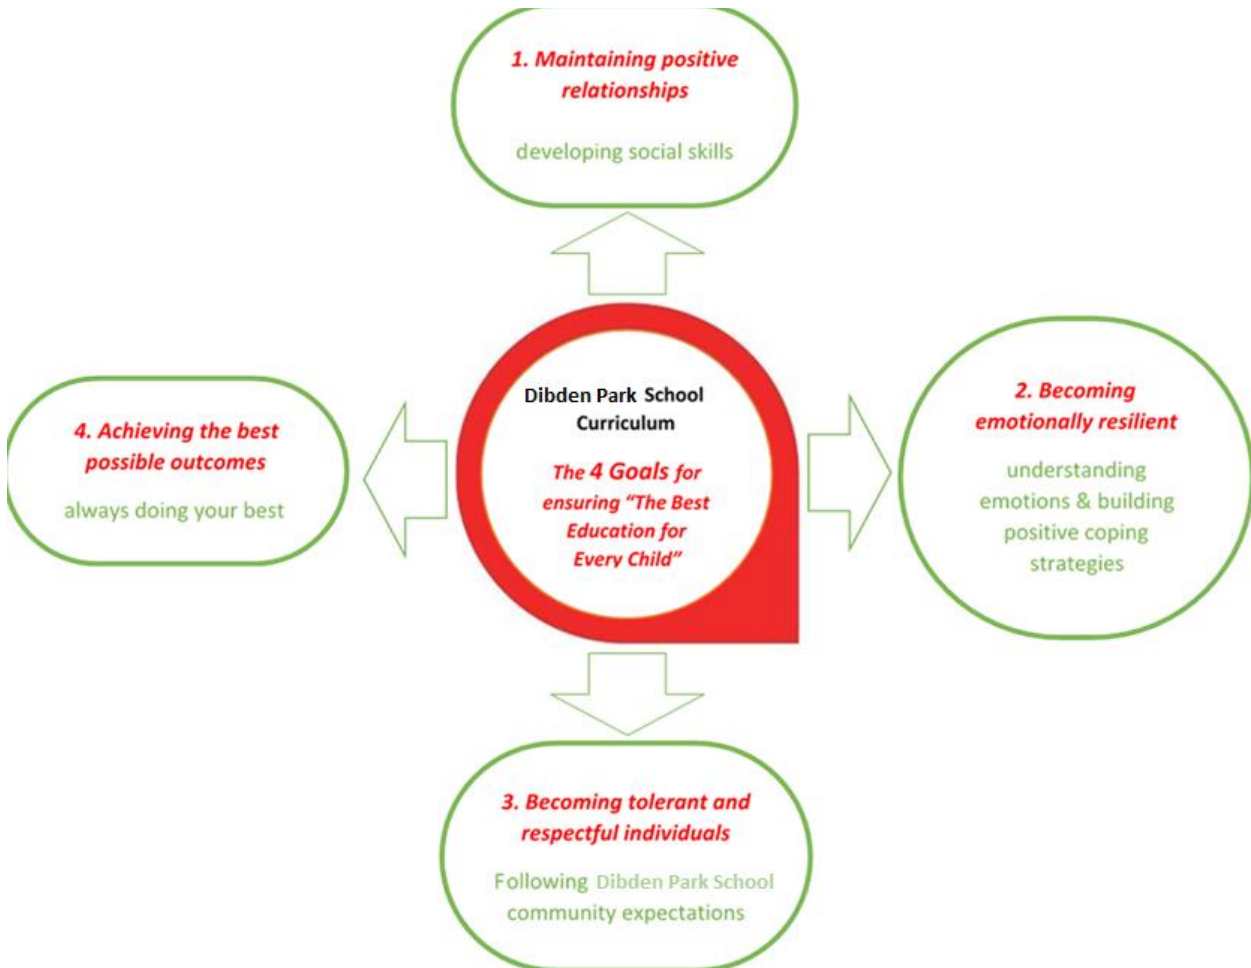 1. Maintaining positive
relationships
developing social skills
Dibden Park School
Curriculum
The 4 Goals for
ensuring “The Best
Education for
Every Child”
2. Becoming
emotionally resilient
understanding
emotions & building
positive coping
strategies
3. Becoming tolerant and
respectful individuals
Following Dibden Park School
community expectations
4. Achieving the best
possible outcomes
always doing your best